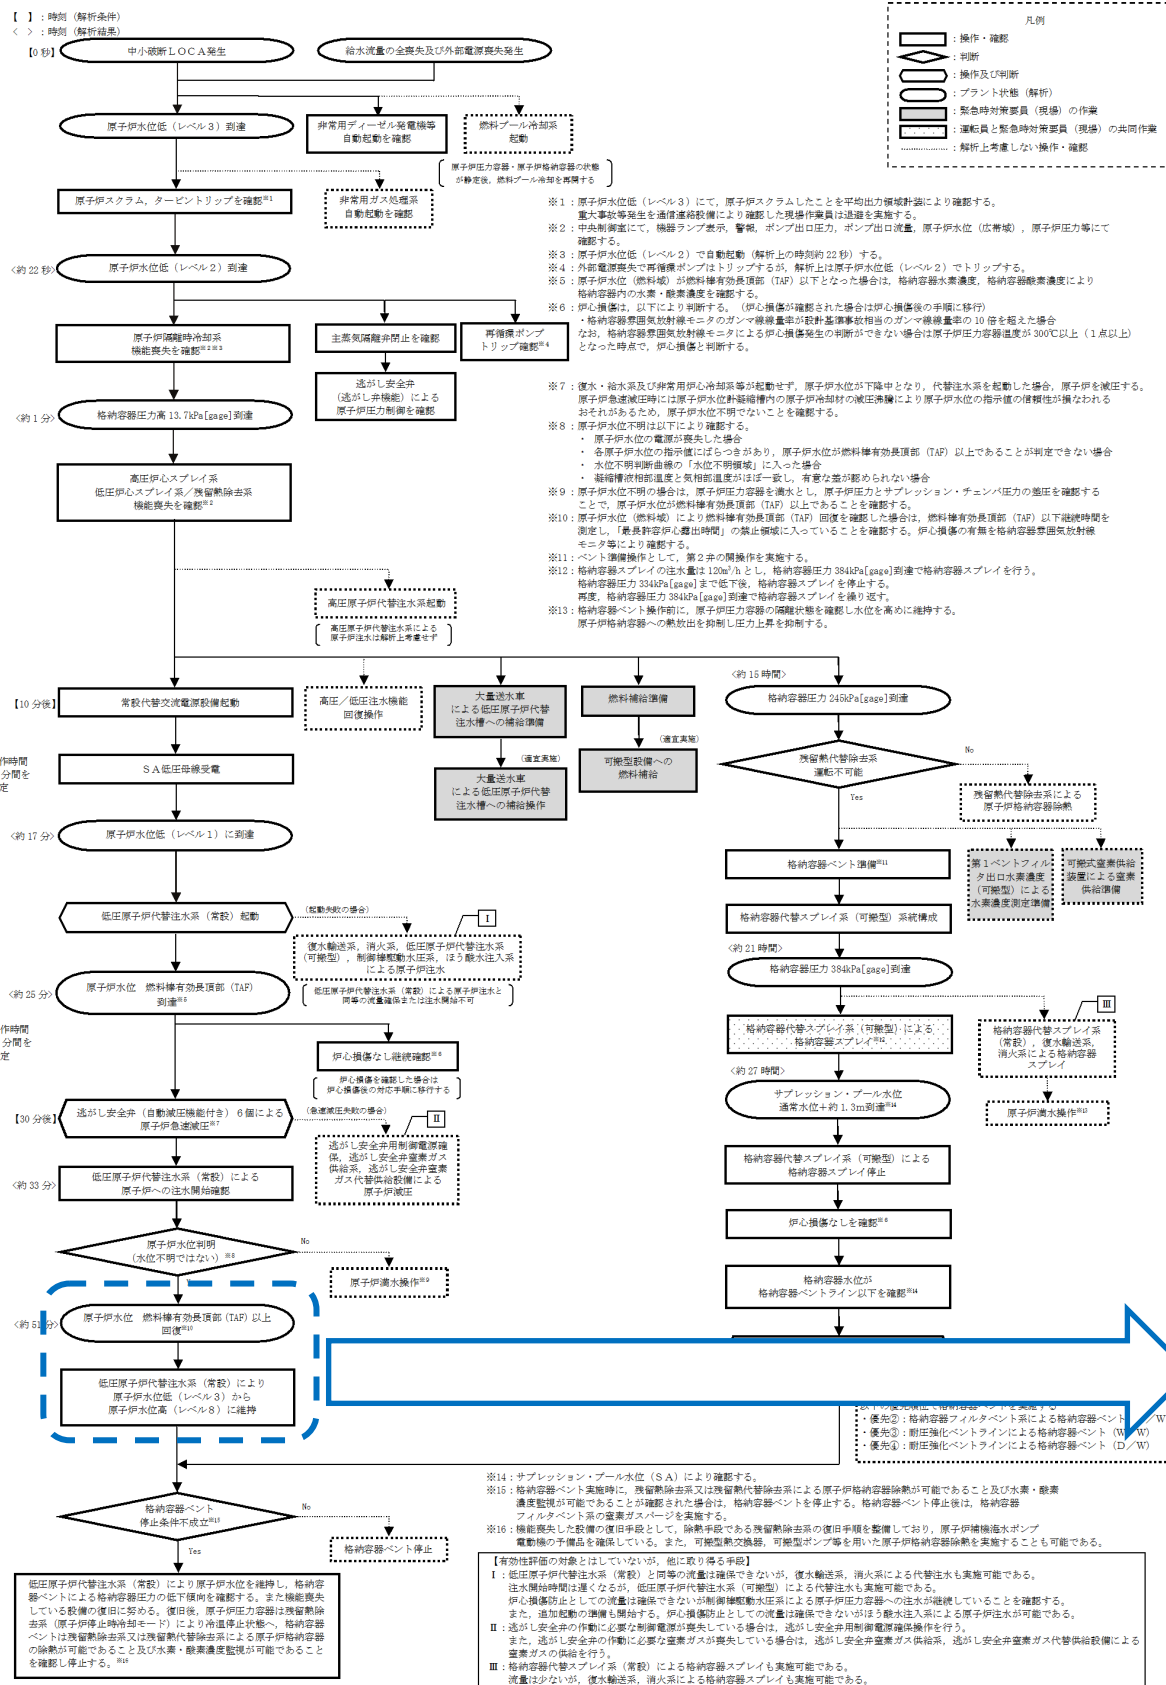 【　】：時刻（解析条件）
＜　＞：時刻（解析結果）
凡例
：操作・確認
：判断
：操作及び判断
：プラント状態（解析）
：緊急時対策要員（現場）の作業
：運転員と緊急時対策要員（現場）の共同作業
：解析上考慮しない操作・確認
【0秒】
中小破断ＬＯＣＡ発生
給水流量の全喪失及び外部電源喪失発生
原子炉水位低（レベル３）到達
非常用ディーゼル発電機等
自動起動を確認
燃料プール冷却系
起動
原子炉圧力容器・原子炉格納容器の状態
が静定後，燃料プール冷却を再開する
原子炉スクラム，タービントリップを確認※1
非常用ガス処理系
自動起動を確認
＜約22秒＞
原子炉水位低（レベル２）到達
原子炉隔離時冷却系
機能喪失を確認※2※3
主蒸気隔離弁閉止を確認
再循環ポンプ
トリップ確認※4
逃がし安全弁
（逃がし弁機能）による
原子炉圧力制御を確認
＜約1分＞
格納容器圧力高13.7kPa[gage]到達
高圧炉心スプレイ系
低圧炉心スプレイ系／残留熱除去系
機能喪失を確認※2
高圧原子炉代替注水系起動
高圧原子炉代替注水系による
原子炉注水は解析上考慮せず
※１：原子炉水位低（レベル３）にて，原子炉スクラムしたことを平均出力領域計装により確認する。
重大事故等発生を通信連絡設備により確認した現場作業員は退避を実施する。
※２：中央制御室にて，機器ランプ表示，警報，ポンプ出口圧力，ポンプ出口流量，原子炉水位（広帯域），原子炉圧力等にて
確認する。
※３：原子炉水位低（レベル２）で自動起動（解析上の時刻約22秒）する。
※４：外部電源喪失で再循環ポンプはトリップするが，解析上は原子炉水位低（レベル２）でトリップする。
※５：原子炉水位（燃料域）が燃料棒有効長頂部（TAF）以下となった場合は，格納容器水素濃度，格納容器酸素濃度により
格納容器内の水素・酸素濃度を確認する。
※６：炉心損傷は，以下により判断する。（炉心損傷が確認された場合は炉心損傷後の手順に移行）
・格納容器雰囲気放射線モニタのガンマ線線量率が設計基準事故相当のガンマ線線量率の10倍を超えた場合
なお，格納容器雰囲気放射線モニタによる炉心損傷発生の判断ができない場合は原子炉圧力容器温度が300℃以上（１点以上）
となった時点で，炉心損傷と判断する。
※７：復水・給水系及び非常用炉心冷却系等が起動せず，原子炉水位が下降中となり，代替注水系を起動した場合，原子炉を減圧する。
原子炉急速減圧時には原子炉水位計凝縮槽内の原子炉冷却材の減圧沸騰により原子炉水位の指示値の信頼性が損なわれる
おそれがあるため，原子炉水位不明でないことを確認する。
※８：原子炉水位不明は以下により確認する。
・　原子炉水位の電源が喪失した場合
・　各原子炉水位の指示値にばらつきがあり，原子炉水位が燃料棒有効長頂部（TAF）以上であることが判定できない場合
・　水位不明判断曲線の「水位不明領域」に入った場合
・　凝縮槽液相部温度と気相部温度がほぼ一致し，有意な差が認められない場合
※９：原子炉水位不明の場合は，原子炉圧力容器を満水とし，原子炉圧力とサプレッション・チェンバ圧力の差圧を確認する
ことで，原子炉水位が燃料棒有効長頂部（TAF）以上であることを確認する。
※10：原子炉水位（燃料域）により燃料棒有効長頂部（TAF）回復を確認した場合は，燃料棒有効長頂部（TAF）以下継続時間を
測定し，「最長許容炉心露出時間」の禁止領域に入っていることを確認する。炉心損傷の有無を格納容器雰囲気放射線
モニタ等により確認する。
※11：ベント準備操作として，第２弁の開操作を実施する。
※12：格納容器スプレイの注水量は120m³/hとし，格納容器圧力384kPa[gage]到達で格納容器スプレイを行う。
格納容器圧力334kPa[gage]まで低下後，格納容器スプレイを停止する。
再度，格納容器圧力384kPa[gage]到達で格納容器スプレイを繰り返す。
※13：格納容器ベント操作前に，原子炉圧力容器の隔離状態を確認し水位を高めに維持する。
原子炉格納容器への熱放出を抑制し圧力上昇を抑制する。
【10分後】
常設代替交流電源設備起動
高圧／低圧注水機能
回復操作
大量送水車
による低圧原子炉代替
注水槽への補給準備
燃料補給準備
（適宜実施）
（適宜実施）
大量送水車
による低圧原子炉代替
注水槽への補給操作
可搬型設備への
燃料補給
作時間
分間を
定
ＳＡ低圧母線受電
＜約17分＞
原子炉水位低（レベル１）に到達
低圧原子炉代替注水系（常設）起動
（起動失敗の場合）
Ⅰ
復水輸送系，消火系，低圧原子炉代替注水系
（可搬型），制御棒駆動水圧系，ほう酸水注入系
による原子炉注水
低圧原子炉代替注水系（常設）による原子炉注水と
同等の流量確保または注水開始不可
＜約25分＞
原子炉水位　燃料棒有効長頂部（TAF）
到達※5
作時間
分間を
定
炉心損傷なし継続確認※6
炉心損傷を確認した場合は
炉心損傷後の対応手順に移行する
【30分後】
逃がし安全弁（自動減圧機能付き）６個による
原子炉急速減圧※7
（急速減圧失敗の場合）
Ⅱ
逃がし安全弁用制御電源確
保，逃がし安全弁窒素ガス
供給系，逃がし安全弁窒素
ガス代替供給設備による
原子炉減圧
＜約33分＞
低圧原子炉代替注水系（常設）による
原子炉への注水開始確認
原子炉水位判明
（水位不明ではない）※8
No
原子炉満水操作※9
＜約51分＞
原子炉水位　燃料棒有効長頂部（TAF）以上
回復※10
低圧原子炉代替注水系（常設）により
原子炉水位低（レベル３）から
原子炉水位高（レベル８）に維持
＜約15時間＞
格納容器圧力245kPa[gage]到達
残留熱代替除去系
運転不可能
No
Yes
残留熱代替除去系による
原子炉格納容器除熱
格納容器ベント準備※11
第１ベントフィル
タ出口水素濃度
（可搬型）による
水素濃度測定準備
可搬式窒素供給
装置による窒素
供給準備
格納容器代替スプレイ系（可搬型）系統構成
＜約21時間＞
格納容器圧力384kPa[gage]到達
Ⅲ
格納容器代替スプレイ系（可搬型）による
格納容器スプレイ※12
格納容器代替スプレイ系
（常設），復水輸送系，
消火系による格納容器
スプレイ
原子炉満水操作※13
＜約27時間＞
サプレッション・プール水位
通常水位＋約1.3m到達※14
格納容器代替スプレイ系（可搬型）による
格納容器スプレイ停止
炉心損傷なしを確認※6
格納容器水位が
格納容器ベントライン以下を確認※14
以下の優先順位で格納容器ベントを実施する
・優先②：格納容器フィルタベント系による格納容器ベント
・優先③：耐圧強化ベントラインによる格納容器ベント（Ｗ／Ｗ）
・優先④：耐圧強化ベントラインによる格納容器ベント（Ｄ／Ｗ）
格納容器ベント
停止条件不成立※15
No
Yes
格納容器ベント停止
低圧原子炉代替注水系（常設）により原子炉水位を維持し，格納容
器ベントによる格納容器圧力の低下傾向を確認する。また機能喪失
している設備の復旧に努める。復旧後，原子炉圧力容器は残留熱除
去系（原子炉停止時冷却モード）により冷温停止状態へ，格納容器
ベントは残留熱除去系又は残留熱代替除去系による原子炉格納容器
の除熱が可能であること及び水素・酸素濃度監視が可能であること
を確認し停止する。※16
※14：サプレッション・プール水位（ＳＡ）により確認する。
※15：格納容器ベント実施時に，残留熱除去系又は残留熱代替除去系による原子炉格納容器除熱が可能であること及び水素・酸素
濃度監視が可能であることが確認された場合は，格納容器ベントを停止する。格納容器ベント停止後は，格納容器
フィルタベント系の窒素ガスパージを実施する。
※16：機能喪失した設備の復旧手段として，除熱手段である残留熱除去系の復旧手順を整備しており，原子炉補機海水ポンプ
電動機の予備品を確保している。また，可搬型熱交換器，可搬型ポンプ等を用いた原子炉格納容器除熱を実施することも可能である。
【有効性評価の対象とはしていないが，他に取り得る手段】
Ⅰ：低圧原子炉代替注水系（常設）と同等の流量は確保できないが，復水輸送系，消火系による代替注水も実施可能である。
注水開始時間は遅くなるが，低圧原子炉代替注水系（可搬型）による代替注水も実施可能である。
炉心損傷防止としての流量は確保できないが制御棒駆動水圧系による原子炉圧力容器への注水が継続していることを確認する。
また，追加起動の準備も開始する。炉心損傷防止としての流量は確保できないがほう酸水注入系による原子炉注水が可能である。
Ⅱ：逃がし安全弁の作動に必要な制御電源が喪失している場合は，逃がし安全弁用制御電源確保操作を行う。
また，逃がし安全弁の作動に必要な窒素ガスが喪失している場合は，逃がし安全弁窒素ガス供給系，逃がし安全弁窒素ガス代替供給設備による
窒素ガスの供給を行う。
Ⅲ：格納容器代替スプレイ系（常設）による格納容器スプレイも実施可能である。
流量は少ないが，復水輸送系，消火系による格納容器スプレイも実施可能である。